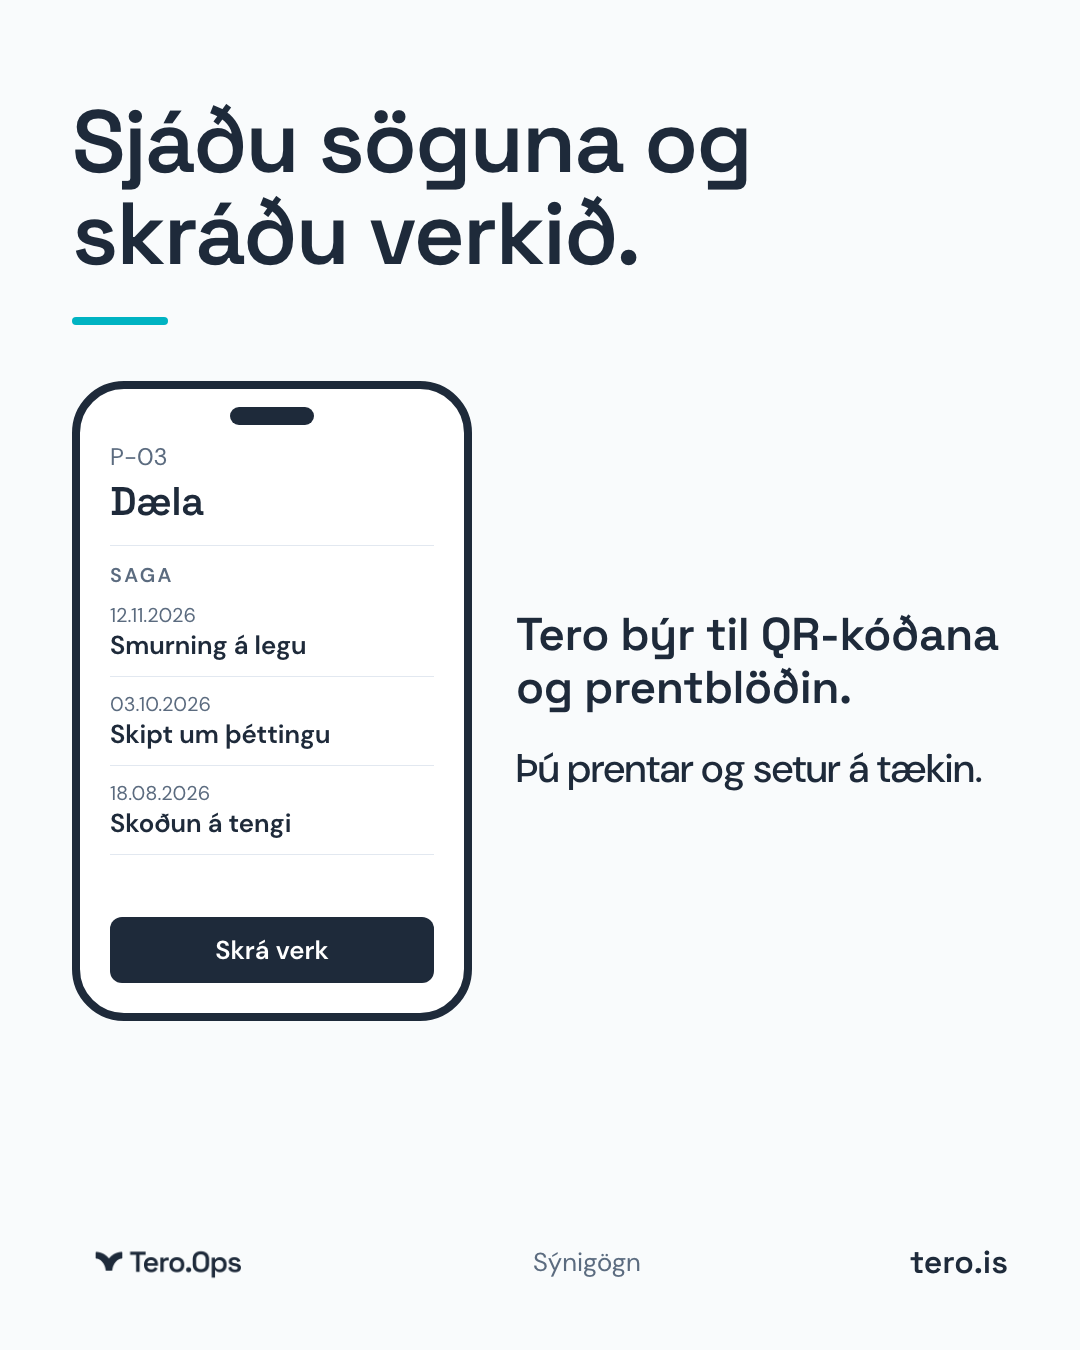 Sjáðu söguna og
skráðu verkið.
P-03
Dæla
SAGA
12.11.2026
Smurning á legu
03.10.2026
Skipt um þéttingu
18.08.2026
Skoðun á tengi
Skrá verk
Tero býr til QR-kóðana
og prentblöðin.
Þú prentar og setur á tækin.
Tero.Ops
Sýnigögn
tero.is